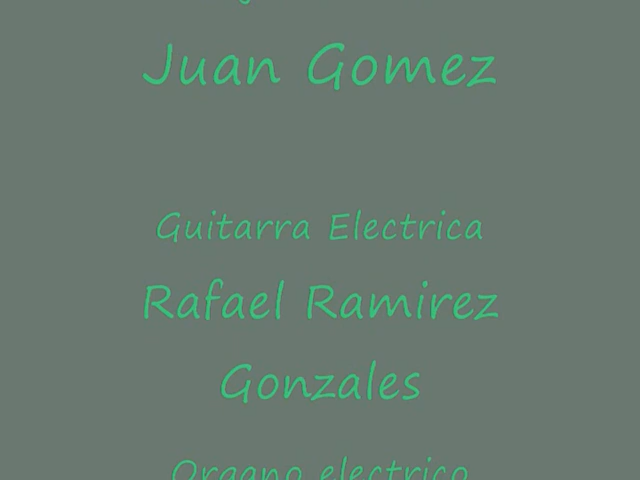 Juan Gomez
Guitarra Electrica
Rafael Ramirez
Gonzales
Organo electrico